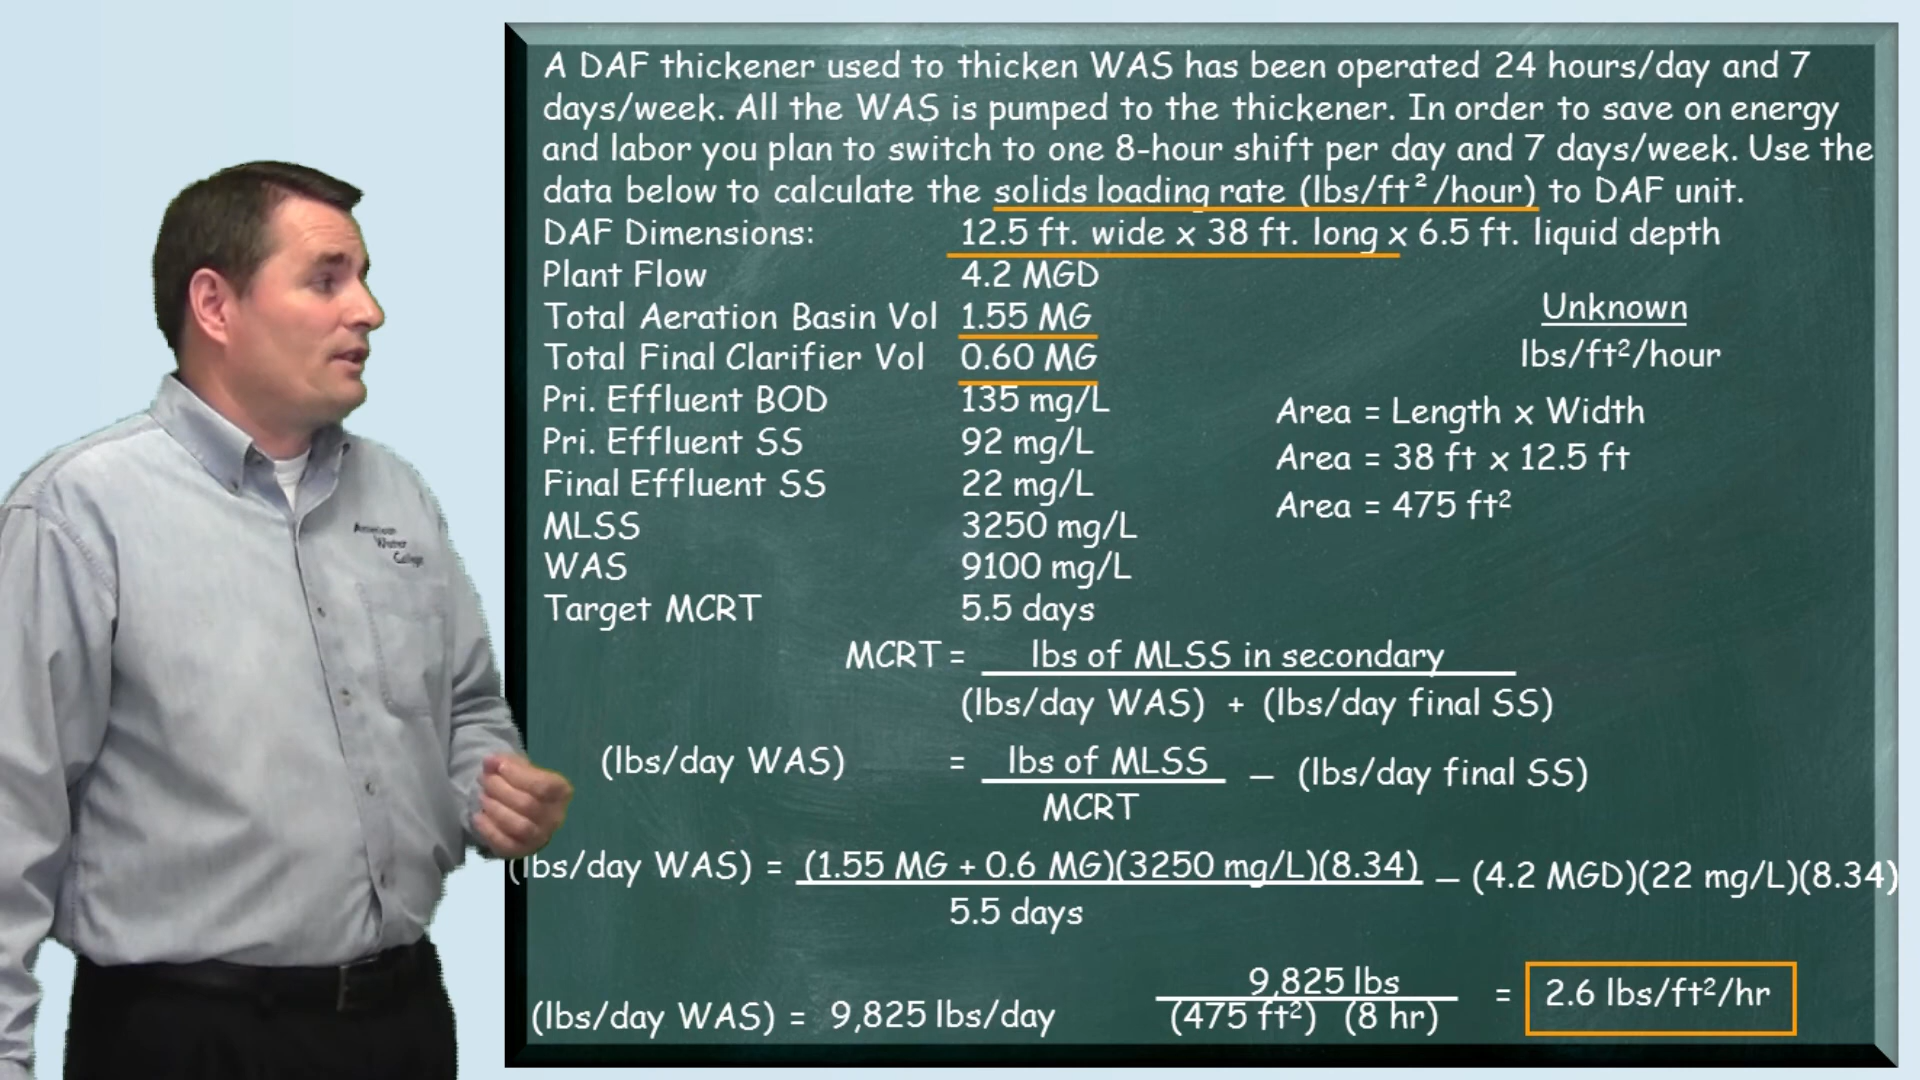 A DAF thickener used to thicken WAS has been operated 24 hours/day and 7
days/week. All the WAS is pumped to the thickener. In order to save on energy
and labor you plan to switch to one 8-hour shift per day and 7 days/week. Use the
data below to calculate the solids loading rate (lbs/ft²/hour) to DAF unit.
DAF Dimensions: 12.5 ft. wide x 38 ft. long x 6.5 ft. liquid depth
Plant Flow 4.2 MGD
Total Aeration Basin Vol 1.55 MG
Total Final Clarifier Vol 0.60 MG
Pri. Effluent BOD 135 mg/L
Pri. Effluent SS 92 mg/L
Final Effluent SS 22 mg/L
MLSS 3250 mg/L
WAS 9100 mg/L
Target MCRT 5.5 days
Unknown
lbs/ft²/hour
Area = Length x Width
Area = 38 ft x 12.5 ft
Area = 475 ft²
MCRT = lbs of MLSS in secondary
(lbs/day WAS) + (lbs/day final SS)
(lbs/day WAS) = lbs of MLSS — (lbs/day final SS)
MCRT
(lbs/day WAS) = (1.55 MG + 0.6 MG)(3250 mg/L)(8.34) — (4.2 MGD)(22 mg/L)(8.34)
5.5 days
(lbs/day WAS) = 9,825 lbs/day
9,825 lbs
(475 ft²) (8 hr)
= 2.6 lbs/ft²/hr
American
Water
College